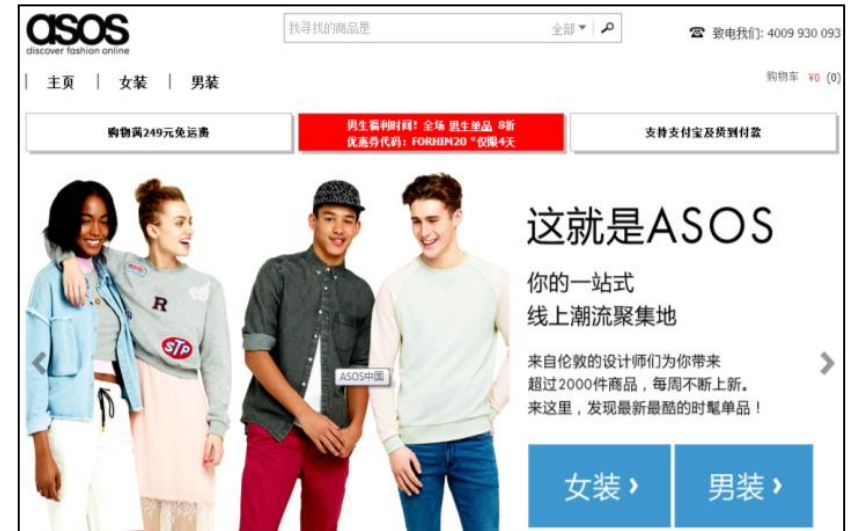 asos
discover fashion online
找寻找的商品是
全部
致电我们: 4009 930 093
主页 | 女装 | 男装
购物车 ¥0 (0)
购物满249元免运费
男生福利时间! 全场 男生单品 8折
优惠券代码: FORHIM20 *仅限4天
支持支付宝及货到付款
R
STP
ASOS中国
这就是ASOS
你的一站式
线上潮流聚集地
来自伦敦的设计师们为你带来
超过2000件商品，每周不断上新。
来这里，发现最新最酷的时髦单品！
女装 ›
男装 ›